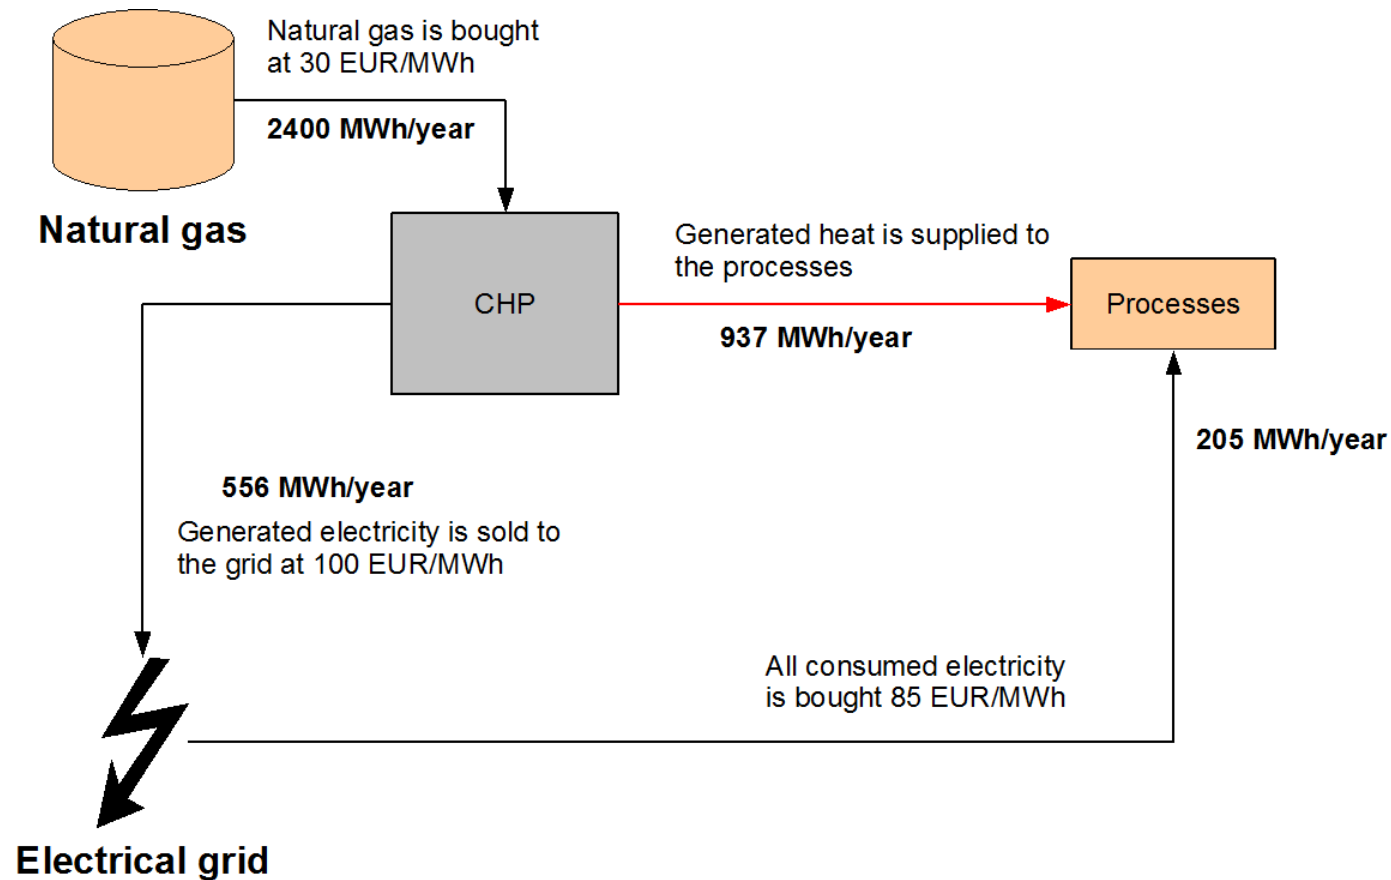 Natural gas is bought
at 30 EUR/MWh
2400 MWh/year
Natural gas
Generated heat is supplied to
the processes
CHP
Processes
937 MWh/year
205 MWh/year
556 MWh/year
Generated electricity is sold to
the grid at 100 EUR/MWh
All consumed electricity
is bought 85 EUR/MWh
Electrical grid